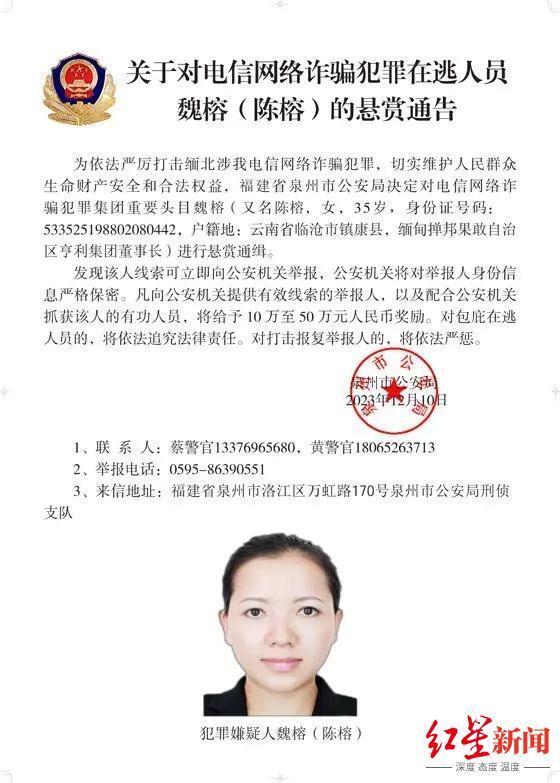 关于对电信网络诈骗犯罪在逃人员
魏榕（陈榕）的悬赏通告
为依法严厉打击缅北涉我电信网络诈骗犯罪，切实维护人民群众
生命财产安全和合法权益，福建省泉州市公安局决定对电信网络诈
骗犯罪集团重要头目魏榕（又名陈榕，女，35岁，身份证号码：
533525198802080442，户籍地：云南省临沧市镇康县，缅甸掸邦果敢自治
区亨利集团董事长）进行悬赏通缉。
发现该人线索可立即向公安机关举报，公安机关将对举报人身份信
息严格保密。凡向公安机关提供有效线索的举报人，以及配合公安机关
抓获该人的有功人员，将给予 10 万至 50 万元人民币奖励。对包庇在逃
人员的，将依法追究法律责任。对打击报复举报人的，将依法严惩。
泉州市公安局
泉州市公安局
2023年12月10日
1、联 系 人：蔡警官13376965680，黄警官18065263713
2、举报电话：0595-86390551
3、来信地址：福建省泉州市洛江区万虹路170号泉州市公安局刑侦
支队
犯罪嫌疑人魏榕（陈榕）
红星新闻
深度 态度 温度